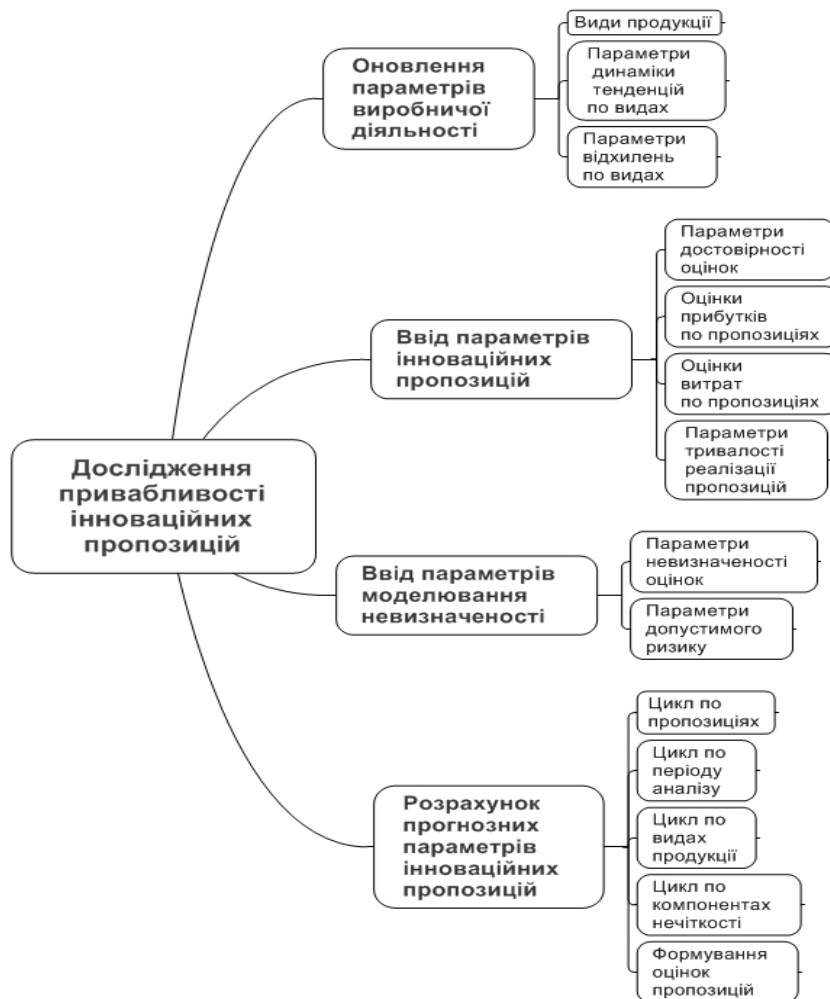 Дослідження
привабливості
інноваційних
пропозицій
Оновлення
параметрів
виробничої
діяльності
Види продукції
Параметри
динаміки
тенденцій
по видах
Параметри
відхилень
по видах
Ввід параметрів
інноваційних
пропозицій
Параметри
достовірності
оцінок
Оцінки
прибутків
по пропозиціях
Оцінки
витрат
по пропозиціях
Параметри
тривалості
реалізації
пропозицій
Ввід параметрів
моделювання
невизначеності
Параметри
невизначеності
оцінок
Параметри
допустимого
ризику
Розрахунок
прогнозних
параметрів
інноваційних
пропозицій
Цикл по
пропозиціях
Цикл по
періоду
аналізу
Цикл по
видах
продукції
Цикл по
компонентах
нечіткості
Формування
оцінок
пропозицій